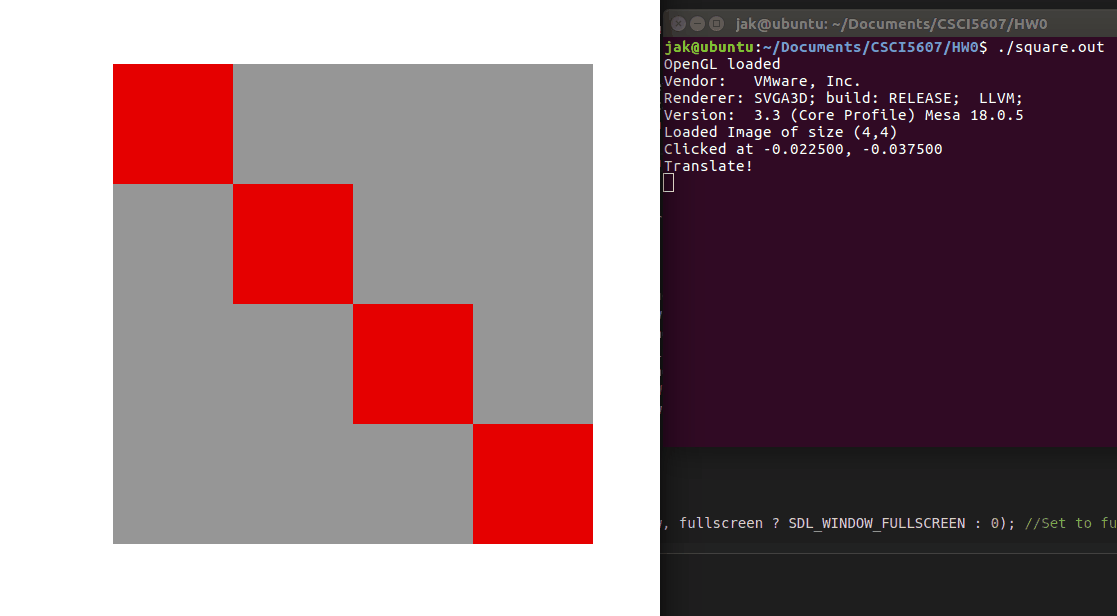 jak@ubuntu: ~/Documents/CSCI5607/HW0
jak@ubuntu:~/Documents/CSCI5607/HW0$ ./square.out
OpenGL loaded
Vendor:   VMware, Inc.
Renderer: SVGA3D; build: RELEASE;  LLVM;
Version:  3.3 (Core Profile) Mesa 18.0.5
Loaded Image of size (4,4)
Clicked at -0.022500, -0.037500
Translate!
, fullscreen ? SDL_WINDOW_FULLSCREEN : 0); //Set to fu